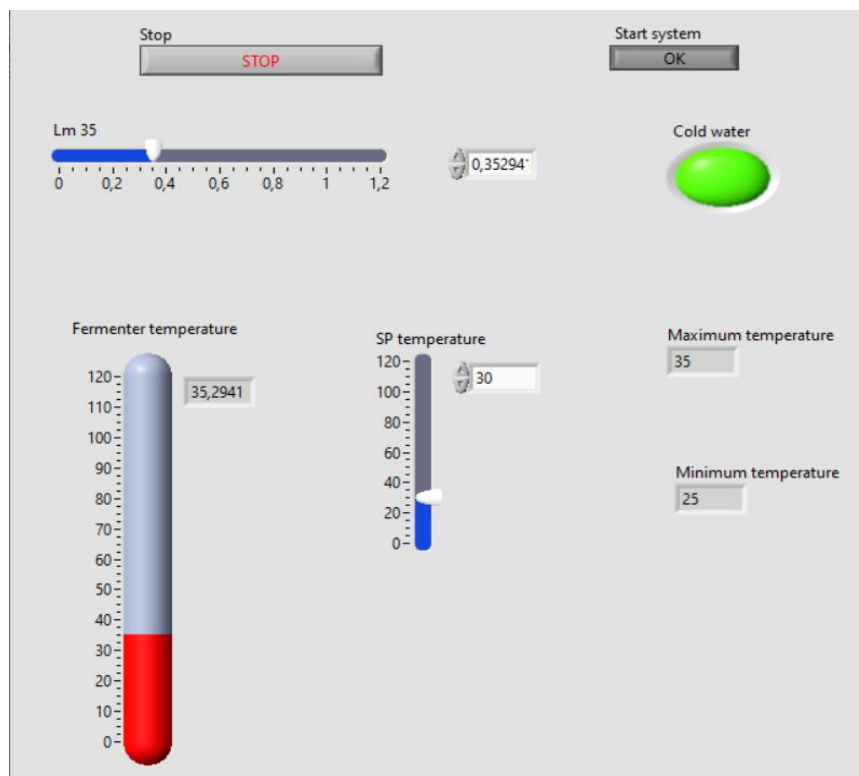 Stop
STOP
Start system
OK
Lm 35
0 0,2 0,4 0,6 0,8 1 1,2
0,35294
Cold water
Fermenter temperature
120
110
100
90
80
70
60
50
40
30
20
10
0
35,2941
SP temperature
120
100
80
60
40
20
0
30
Maximum temperature
35
Minimum temperature
25